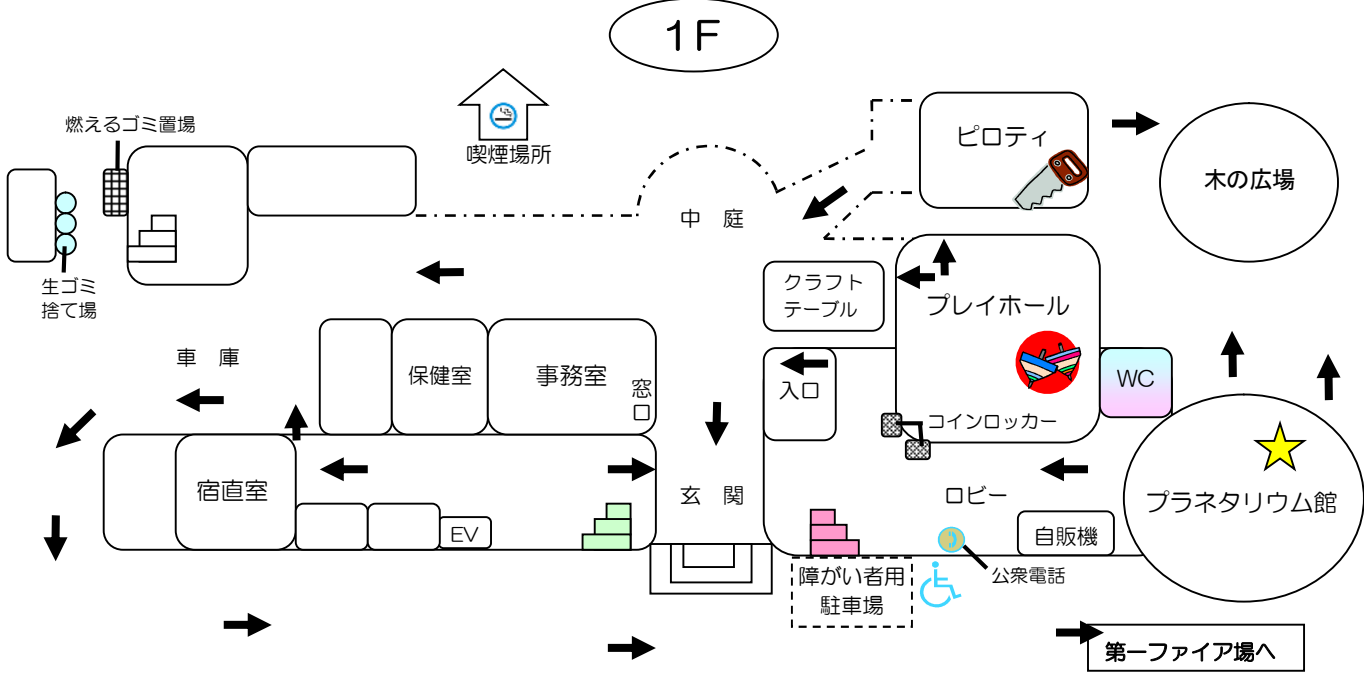 1F
燃えるゴミ置場
喫煙場所
ピロティ
木の広場
中 庭
生ゴミ
捨て場
クラフト
テーブル
プレイホール
車 庫
保健室
事務室
窓
口
入口
WC
コインロッカー
宿直室
玄 関
ロビー
プラネタリウム館
EV
自販機
障がい者用
駐車場
公衆電話
第一ファイア場へ